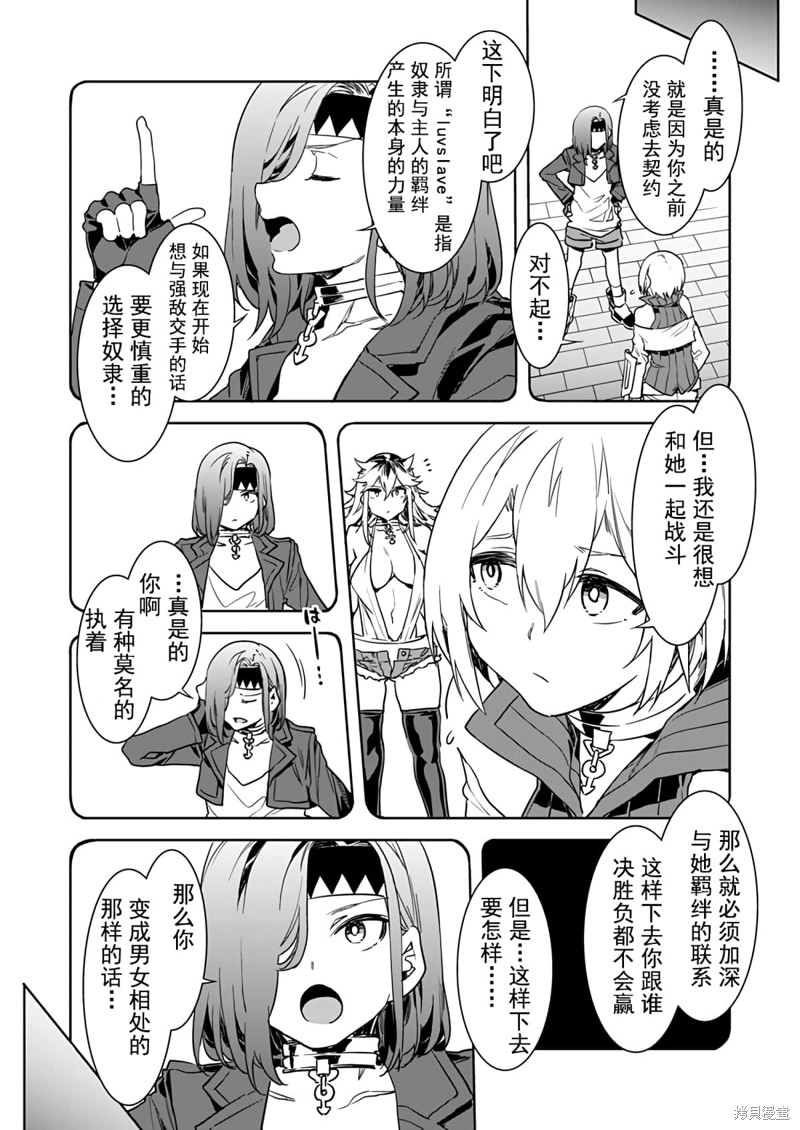 …真是的
就是因为你之前
没考虑去契约
对不起…
这下明白了吧
所谓“luvslave”是指
奴隶与主人的羁绊
产生的本身的力量
如果现在开始
想与强敌交手的话
要更慎重的
选择奴隶…
但…我还是很想
和她一起战斗
…真是的
你啊
有种莫名的
执着
はー…
那么就必须加深
与她羁绊的联系
这样下去你跟谁
决胜负都不会赢
但是…这样下去
要怎样……
那么你
变成男女相处的
那样的话…
拷贝漫畫